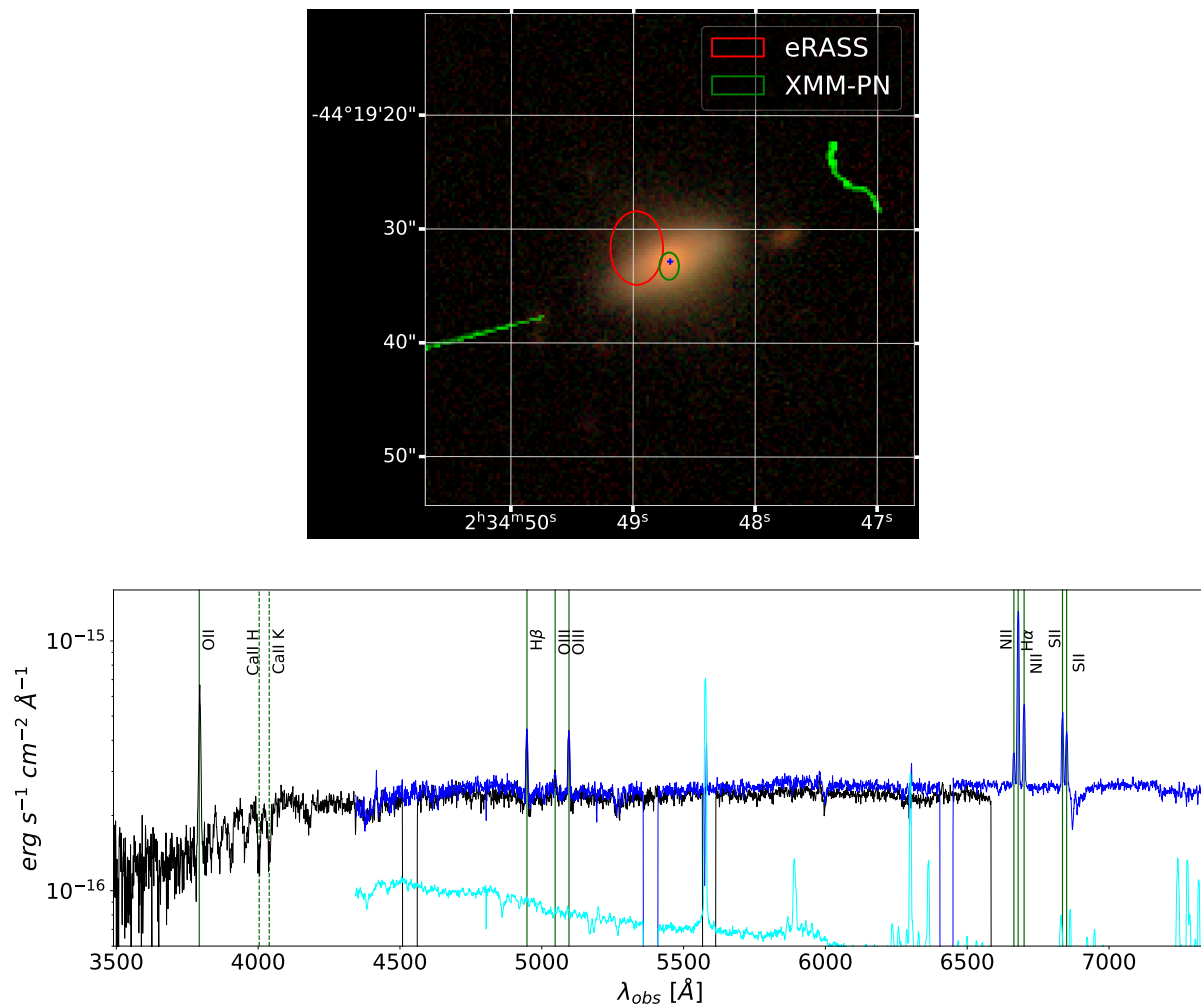 eRASS
XMM-PN
-44°19'20"
30"
40"
50"
2ʰ34ᵐ50ˢ
49ˢ
48ˢ
47ˢ
OII
CaII H
CaII K
Hβ
OIII
OIII
NII
Hα
NII
SII
SII
10⁻¹⁵
10⁻¹⁶
erg s⁻¹ cm⁻² Å⁻¹
3500 4000 4500 5000 5500 6000 6500 7000
λobs [Å]